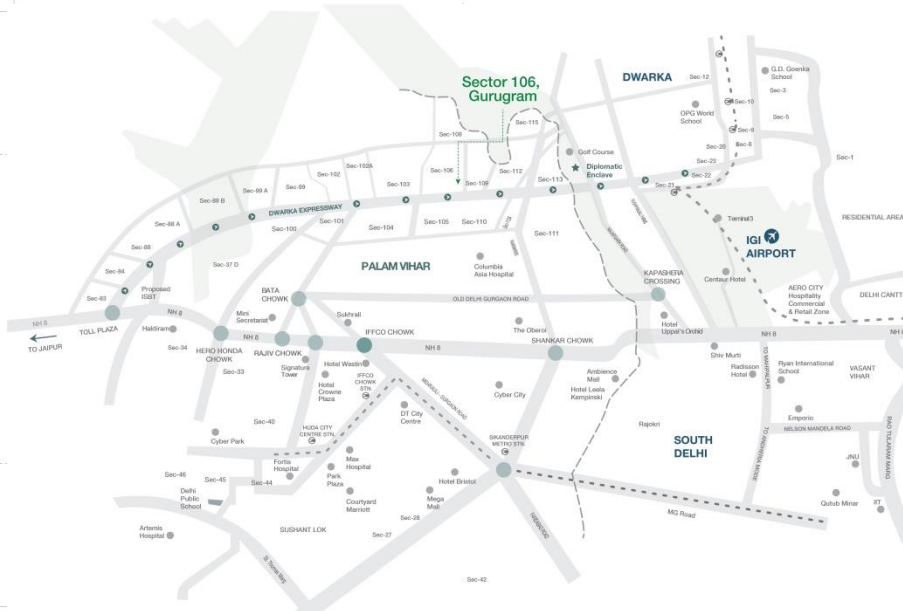 Sector 106,
Gurugram
DWARKA
Sec-12
G.D. Goenka
School
Sec-3
Sec-10
OPG World
School
Sec-5
Sec-9
Sec-115
Sec-108
Sec-20
Sec-8
Golf Course
Sec-1
Sec-23
Diplomatic
Enclave
Sec-102A
Sec-102
Sec-106
Sec-112
Sec-22
Sec-113
Sec-103
Sec-109
Sec-21
Sec-99
Sec-99 A
Sec-88 B
DWARKA EXPRESSWAY
Sec-88 A
Sec-100
Sec-101
Sec-104
Sec-105
Sec-110
Sec-111
Terminal3
RESIDENTIAL AREA
IGI
AIRPORT
Sec-88
Sec-37 D
PALAM VIHAR
Columbia
Asia Hospital
KAPASHERA
CROSSING
Centaur Hotel
Sec-84
Proposed
ISBT
Sec-83
BATA
CHOWK
OLD DELHI GURGAON ROAD
AERO CITY
Hospitality
Commercial
& Retail Zone
DELHI CANTT
NH 8
TOLL PLAZA
NH 8
Mini
Secretariat
Sukhrali
The Oberoi
Hotel
Uppal's Orchid
Haldiram
IFFCO CHOWK
NH 8
NH 8
TO JAIPUR
NH 8
SHANKAR CHOWK
Sec-34
HERO HONDA
CHOWK
RAJIV CHOWK
Shiv Murti
Signature
Tower
Hotel Westin
Radisson
Hotel
Ryan International
School
VASANT
VIHAR
Sec-33
Hotel
Crowne
Plaza
IFFCO
CHOWK
STN.
Ambience
Mall
Hotel Leela
Kempinski
Cyber City
TO MAHIPALPUR
MEHRAULI - GURGAON ROAD
DT City
Centre
Emporio
Sec-40
HUDA CITY
CENTRE STN.
Rajokri
NELSON MANDELA ROAD
Cyber Park
SIKANDERPUR
METRO STN.
SOUTH
DELHI
RAO TULARAM MARG
Max
Hospital
Fortis
Hospital
JNU
Sec-46
Sec-45
Sec-44
Park
Plaza
Hotel Bristol
Delhi
Public
School
Courtyard
Marriott
Mega
Mall
Qutub Minar
IIT
MG Road
Sec-28
Artemis
Hospital
SUSHANT LOK
Sec-27
Sec-42